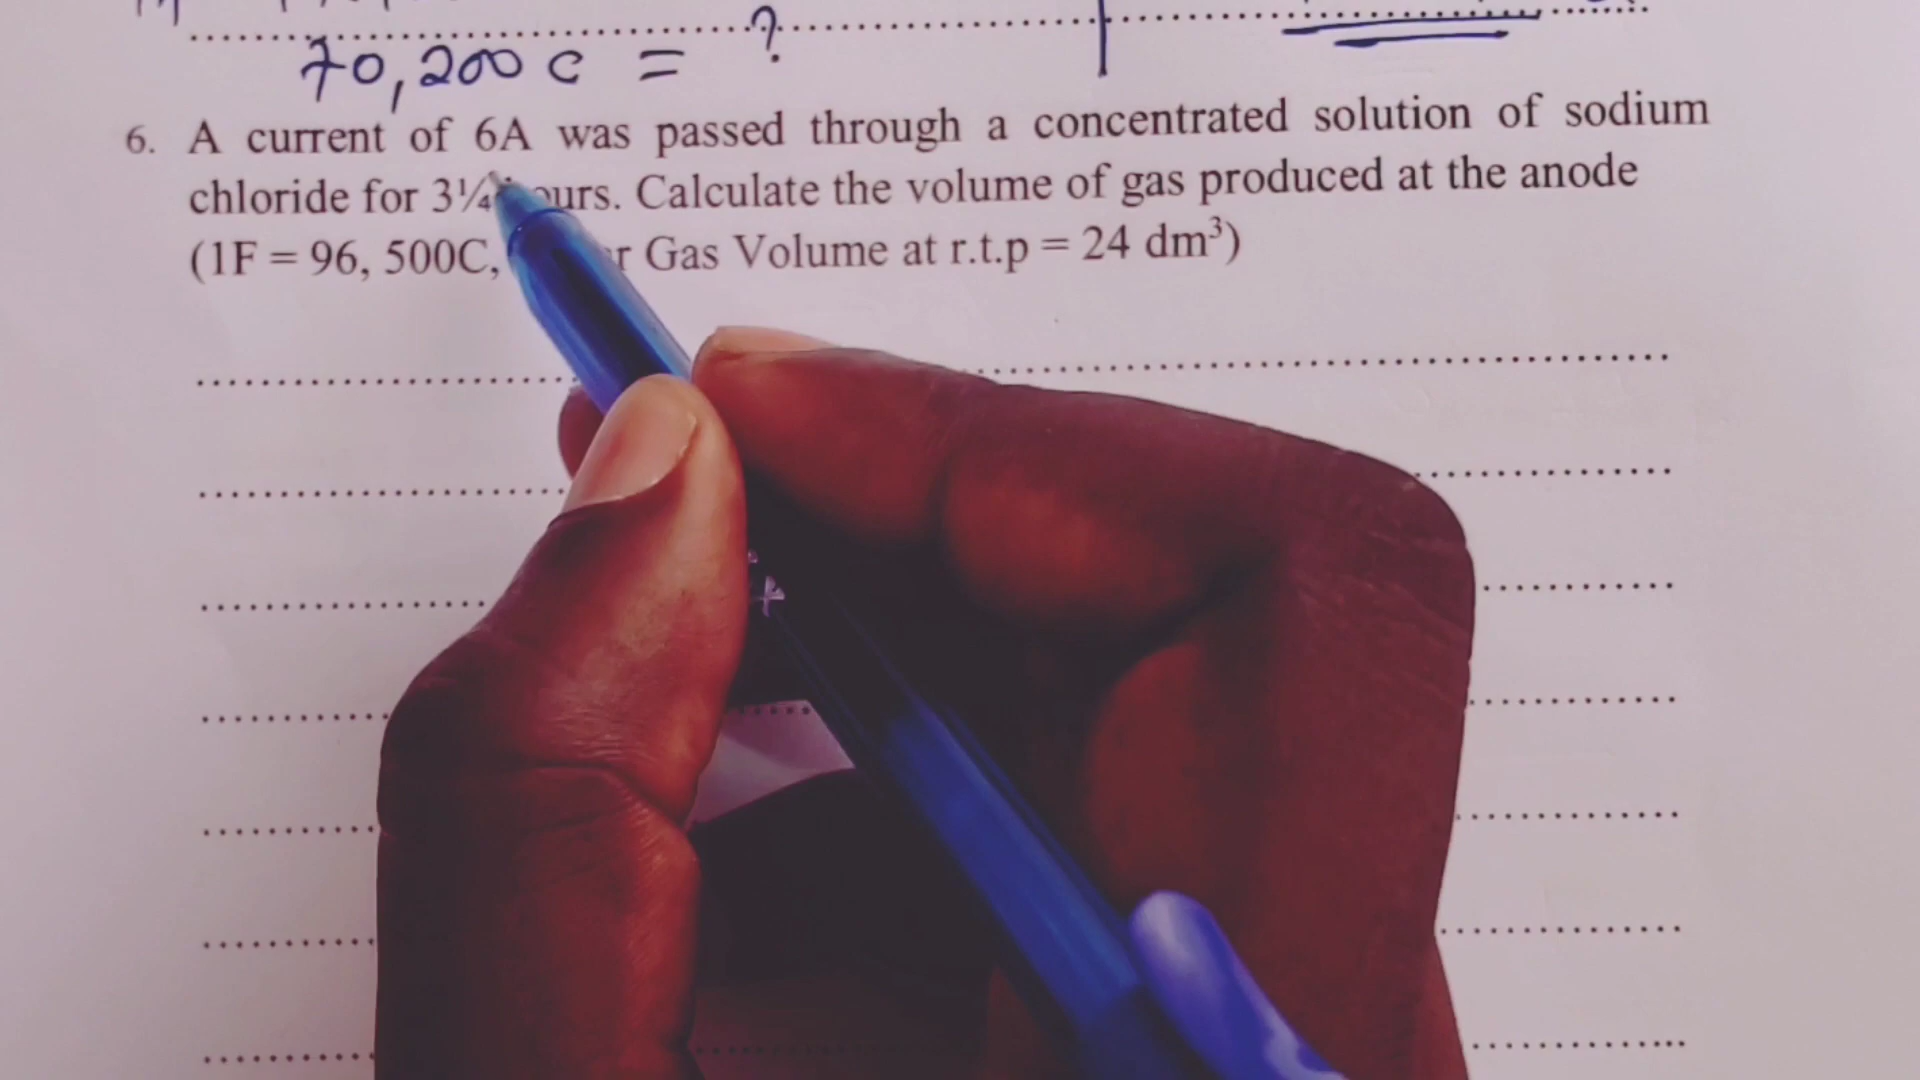 70,200 C = ?
6. A current of 6A was passed through a concentrated solution of sodium
chloride for 3¼ ours. Calculate the volume of gas produced at the anode
(1F = 96, 500C, r Gas Volume at r.t.p = 24 dm³)